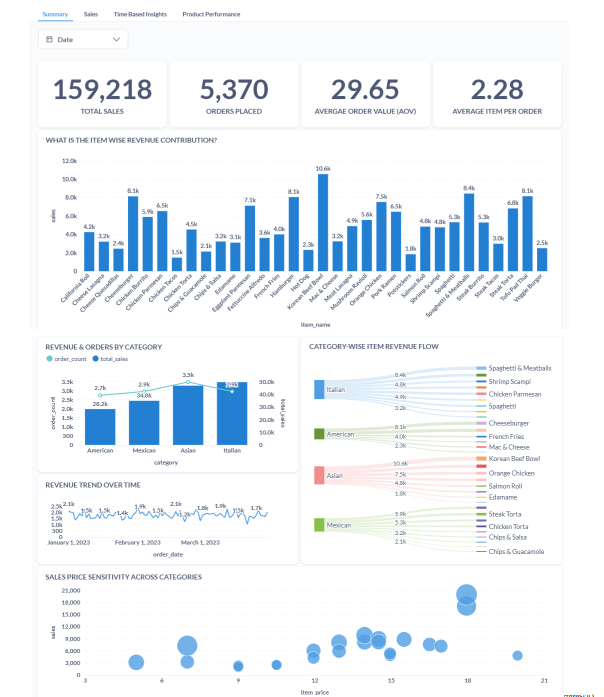 Summary Sales Time Based Insights Product Performance
Date
159,218 5,370 29.65 2.28
TOTAL SALES ORDERS PLACED AVERGAE ORDER VALUE (AOV) AVERAGE ITEM PER ORDER
WHAT IS THE ITEM WISE REVENUE CONTRIBUTION?
12.0k
10.0k
8.0k
6.0k
4.0k
2.0k
0
sales
4.2k 3.2k 2.4k 8.1k 5.9k 6.5k 1.5k 4.5k 2.1k 3.2k 3.1k 7.1k 3.6k 4.0k 8.1k 2.3k 10.6k 3.2k 4.9k 5.6k 7.5k 6.5k 1.8k 4.8k 4.8k 5.3k 8.4k 5.3k 3.0k 6.8k 8.1k 2.5k
California Roll
Cheese Lasagna
Cheese Quesadillas
Cheeseburger
Chicken Burrito
Chicken Parmesan
Chicken Tacos
Chicken Torta
Chips & Guacamole
Chips & Salsa
Edamame
Eggplant Parmesan
Fettuccine Alfredo
French Fries
Hamburger
Hot Dog
Korean Beef Bowl
Mac & Cheese
Meat Lasagna
Mushroom Ravioli
Orange Chicken
Pork Ramen
Potstickers
Salmon Roll
Shrimp Scampi
Spaghetti
Spaghetti & Meatballs
Steak Burrito
Steak Tacos
Steak Torta
Tofu Pad Thai
Veggie Burger
item_name
REVENUE & ORDERS BY CATEGORY
order_count total_sales
3.5k
3.0k
2.5k
2.0k
1.5k
1.0k
300
0
order_count
2.7k 2.9k 3.5k
28.2k 34.8k
50.0k
40.0k
30.0k
20.0k
10.0k
0
total_sales
American Mexican Asian Italian
category
REVENUE TREND OVER TIME
2.5k
2.0k
1.5k
1.0k
300
0
2.1k 1.5k 1.5k 1.4k 1.9k 1.5k 2.1k 1.2k 1.8k 1.9k 1.5k 1.7k
January 1, 2023 February 1, 2023 March 1, 2023
order_date
CATEGORY-WISE ITEM REVENUE FLOW
Italian
8.4k
4.8k
4.9k
3.2k
Spaghetti & Meatballs
Shrimp Scampi
Chicken Parmesan
Spaghetti
American
8.1k
4.0k
2.3k
Cheeseburger
French Fries
Mac & Cheese
Asian
10.6k
7.5k
4.8k
1.8k
Korean Beef Bowl
Orange Chicken
Salmon Roll
Edamame
Mexican
5.9k
5.3k
3.2k
2.1k
Steak Torta
Chicken Torta
Chips & Salsa
Chips & Guacamole
SALES PRICE SENSITIVITY ACROSS CATEGORIES
21,000
18,000
15,000
12,000
9,000
6,000
3,000
0
sales
3 6 9 12 15 18 21
item_price